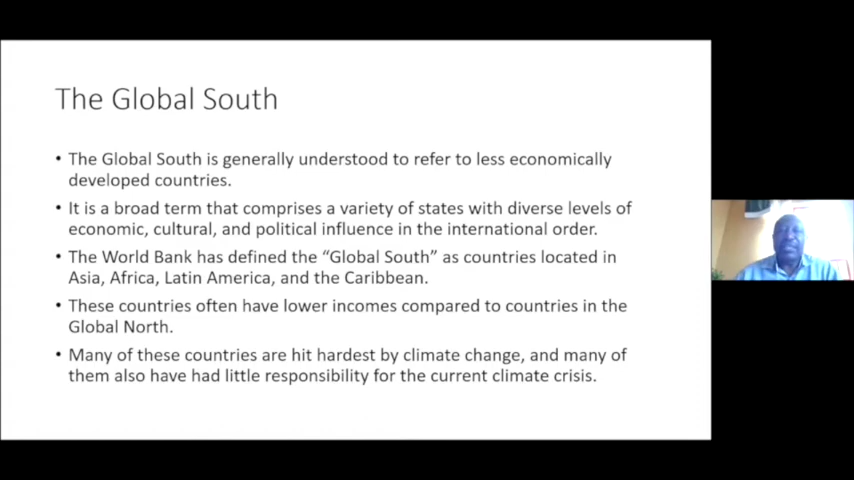 The Global South
• The Global South is generally understood to refer to less economically
developed countries.
• It is a broad term that comprises a variety of states with diverse levels of
economic, cultural, and political influence in the international order.
• The World Bank has defined the “Global South” as countries located in
Asia, Africa, Latin America, and the Caribbean.
• These countries often have lower incomes compared to countries in the
Global North.
• Many of these countries are hit hardest by climate change, and many of
them also have had little responsibility for the current climate crisis.